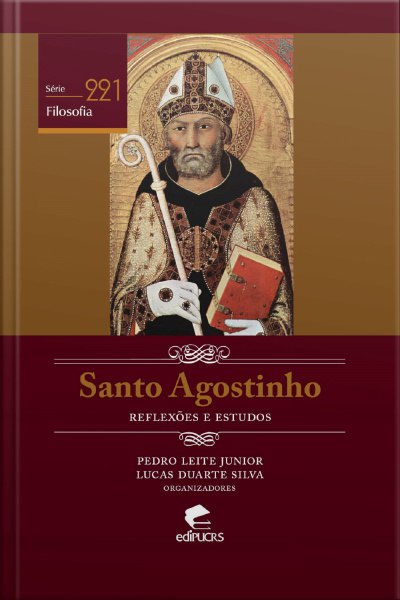 Série
221
Filosofia
Santo Agostinho
REFLEXÕES E ESTUDOS
PEDRO LEITE JUNIOR
LUCAS DUARTE SILVA
ORGANIZADORES
ediPUCRS